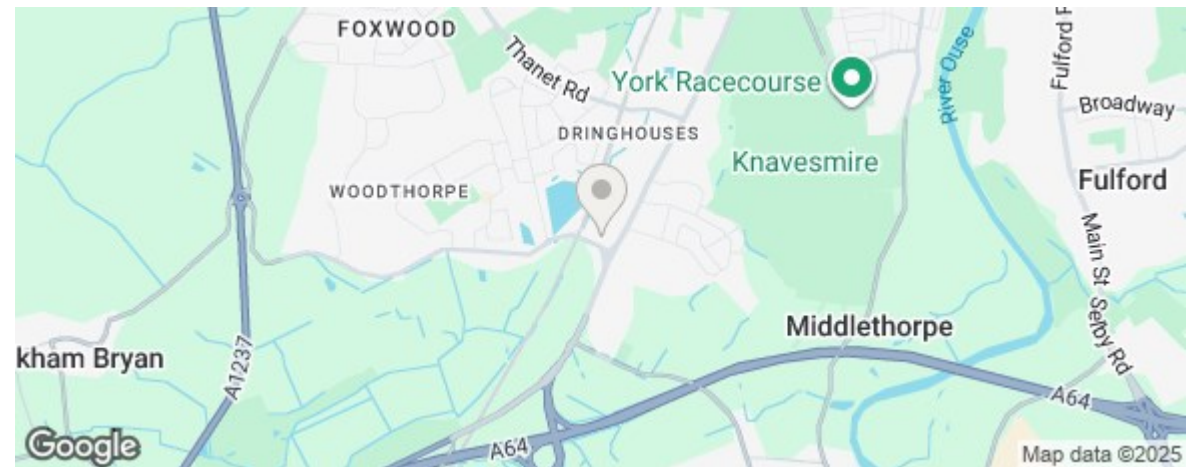 FOXWOOD
Thanet Rd
York Racecourse
River Ouse
Fulford R
Broadway
DRINGHOUSES
Knavesmire
WOODTHORPE
Fulford
Main St
Selby Rd
Middlethorpe
kham Bryan
A1237
A64
A64
Google
Map data ©2025